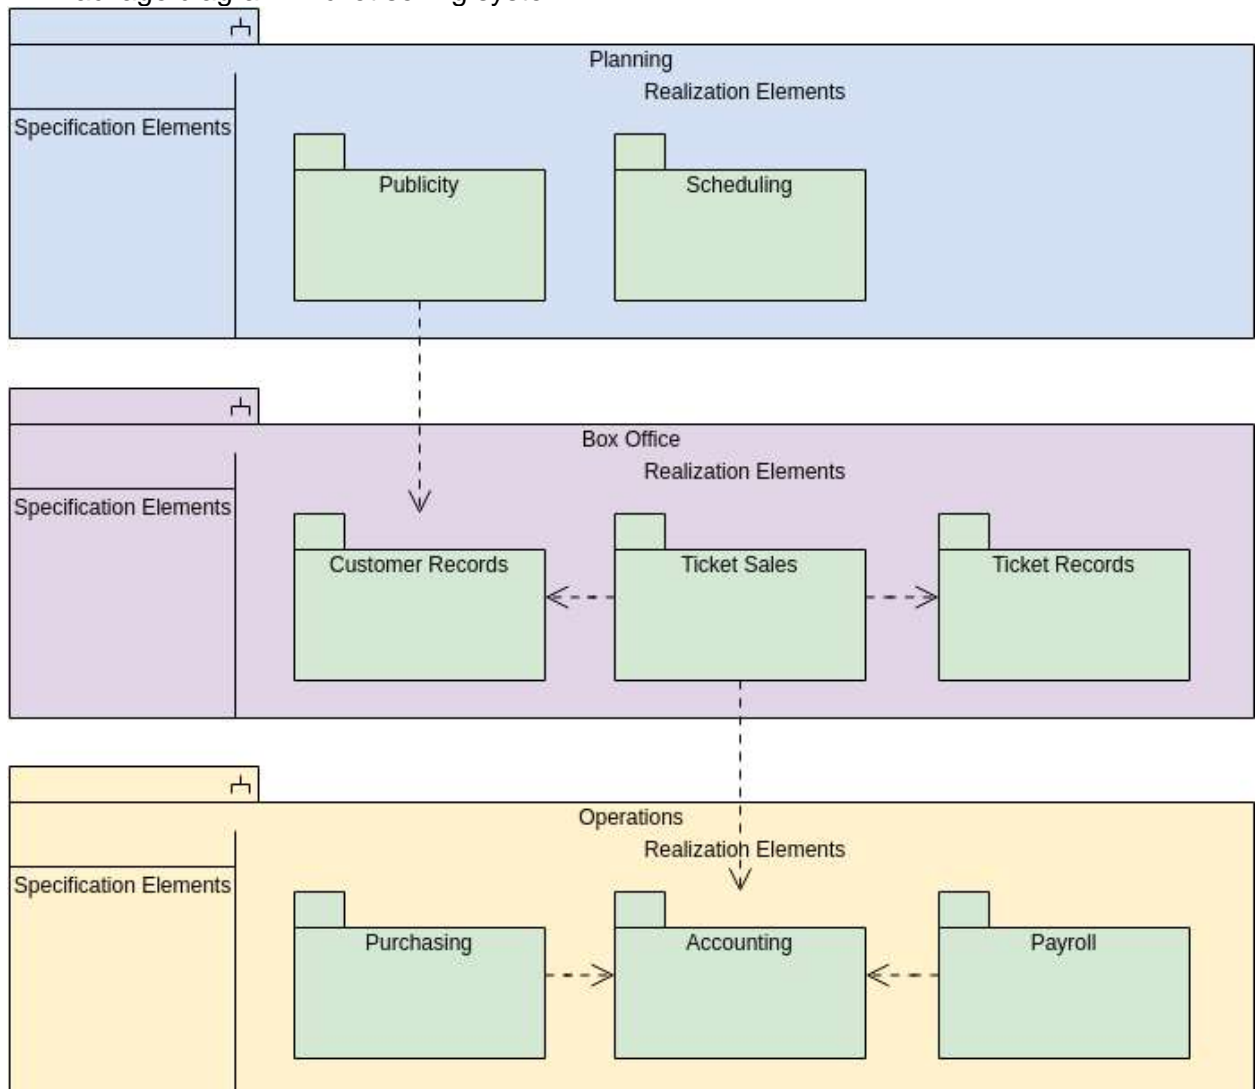 Planning
Realization Elements
Specification Elements
Publicity
Scheduling
Box Office
Realization Elements
Specification Elements
Customer Records
Ticket Sales
Ticket Records
Operations
Realization Elements
Specification Elements
Purchasing
Accounting
Payroll